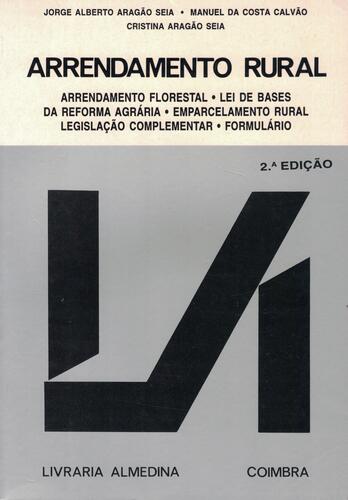 JORGE ALBERTO ARAGÃO SEIA • MANUEL DA COSTA CALVÃO
CRISTINA ARAGÃO SEIA
ARRENDAMENTO RURAL
ARRENDAMENTO FLORESTAL • LEI DE BASES
DA REFORMA AGRÁRIA • EMPARCELAMENTO RURAL
LEGISLAÇÃO COMPLEMENTAR • FORMULÁRIO
2.ª EDIÇÃO
LIVRARIA ALMEDINA COIMBRA